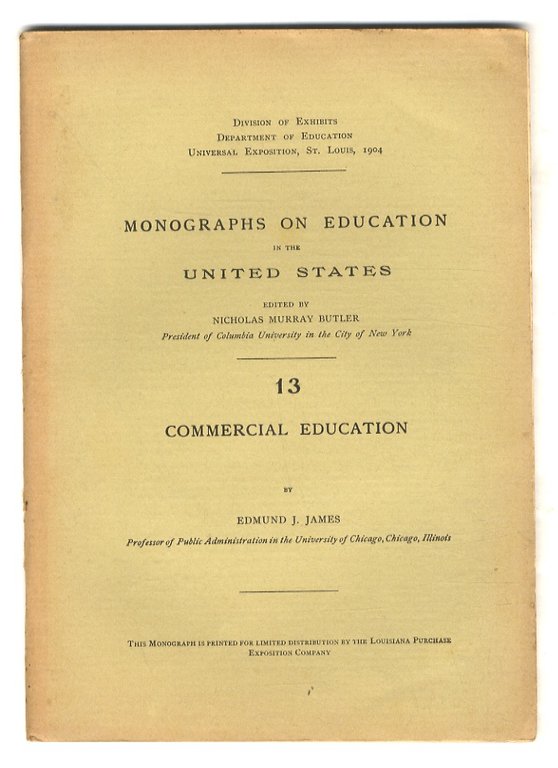 Division of Exhibits
Department of Education
Universal Exposition, St. Louis, 1904
MONOGRAPHS ON EDUCATION
IN THE
UNITED STATES
EDITED BY
NICHOLAS MURRAY BUTLER
President of Columbia University in the City of New York
13
COMMERCIAL EDUCATION
BY
EDMUND J. JAMES
Professor of Public Administration in the University of Chicago, Chicago, Illinois
This Monograph is printed for limited distribution by the Louisiana Purchase
Exposition Company